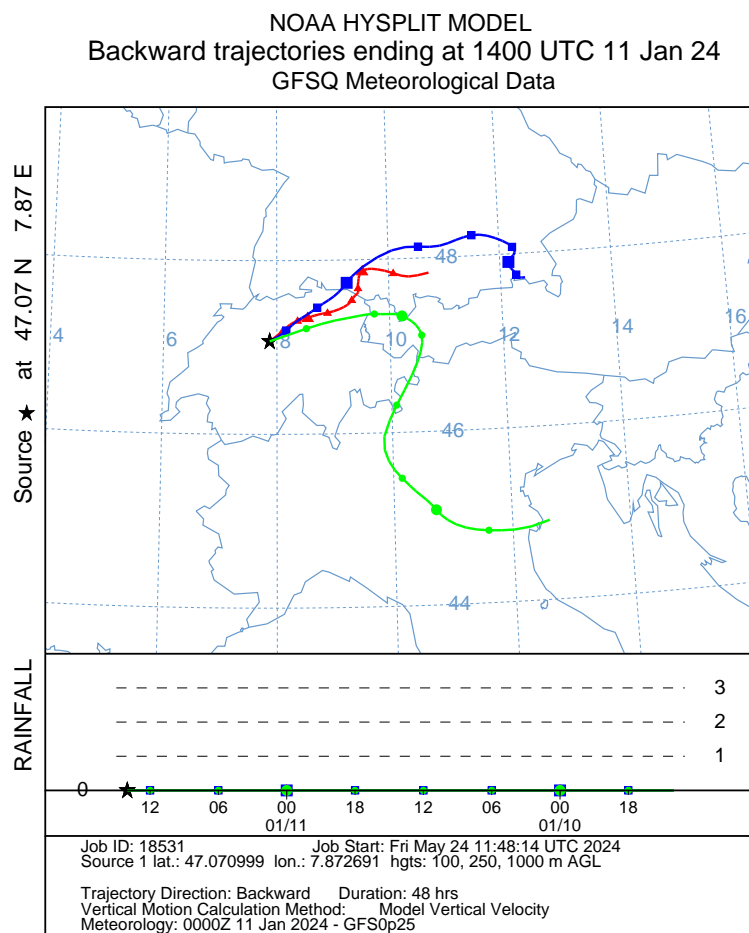 NOAA HYSPLIT MODEL
Backward trajectories ending at 1400 UTC 11 Jan 24
GFSQ Meteorological Data
Source ★ at 47.07 N 7.87 E
48
16
4
6
8
10
12
14
46
44
RAINFALL
3
2
1
0
12 06 00 18 12 06 00 18
01/11 01/10
Job ID: 18531 Job Start: Fri May 24 11:48:14 UTC 2024
Source 1 lat.: 47.070999 lon.: 7.872691 hgts: 100, 250, 1000 m AGL
Trajectory Direction: Backward Duration: 48 hrs
Vertical Motion Calculation Method: Model Vertical Velocity
Meteorology: 0000Z 11 Jan 2024 - GFS0p25